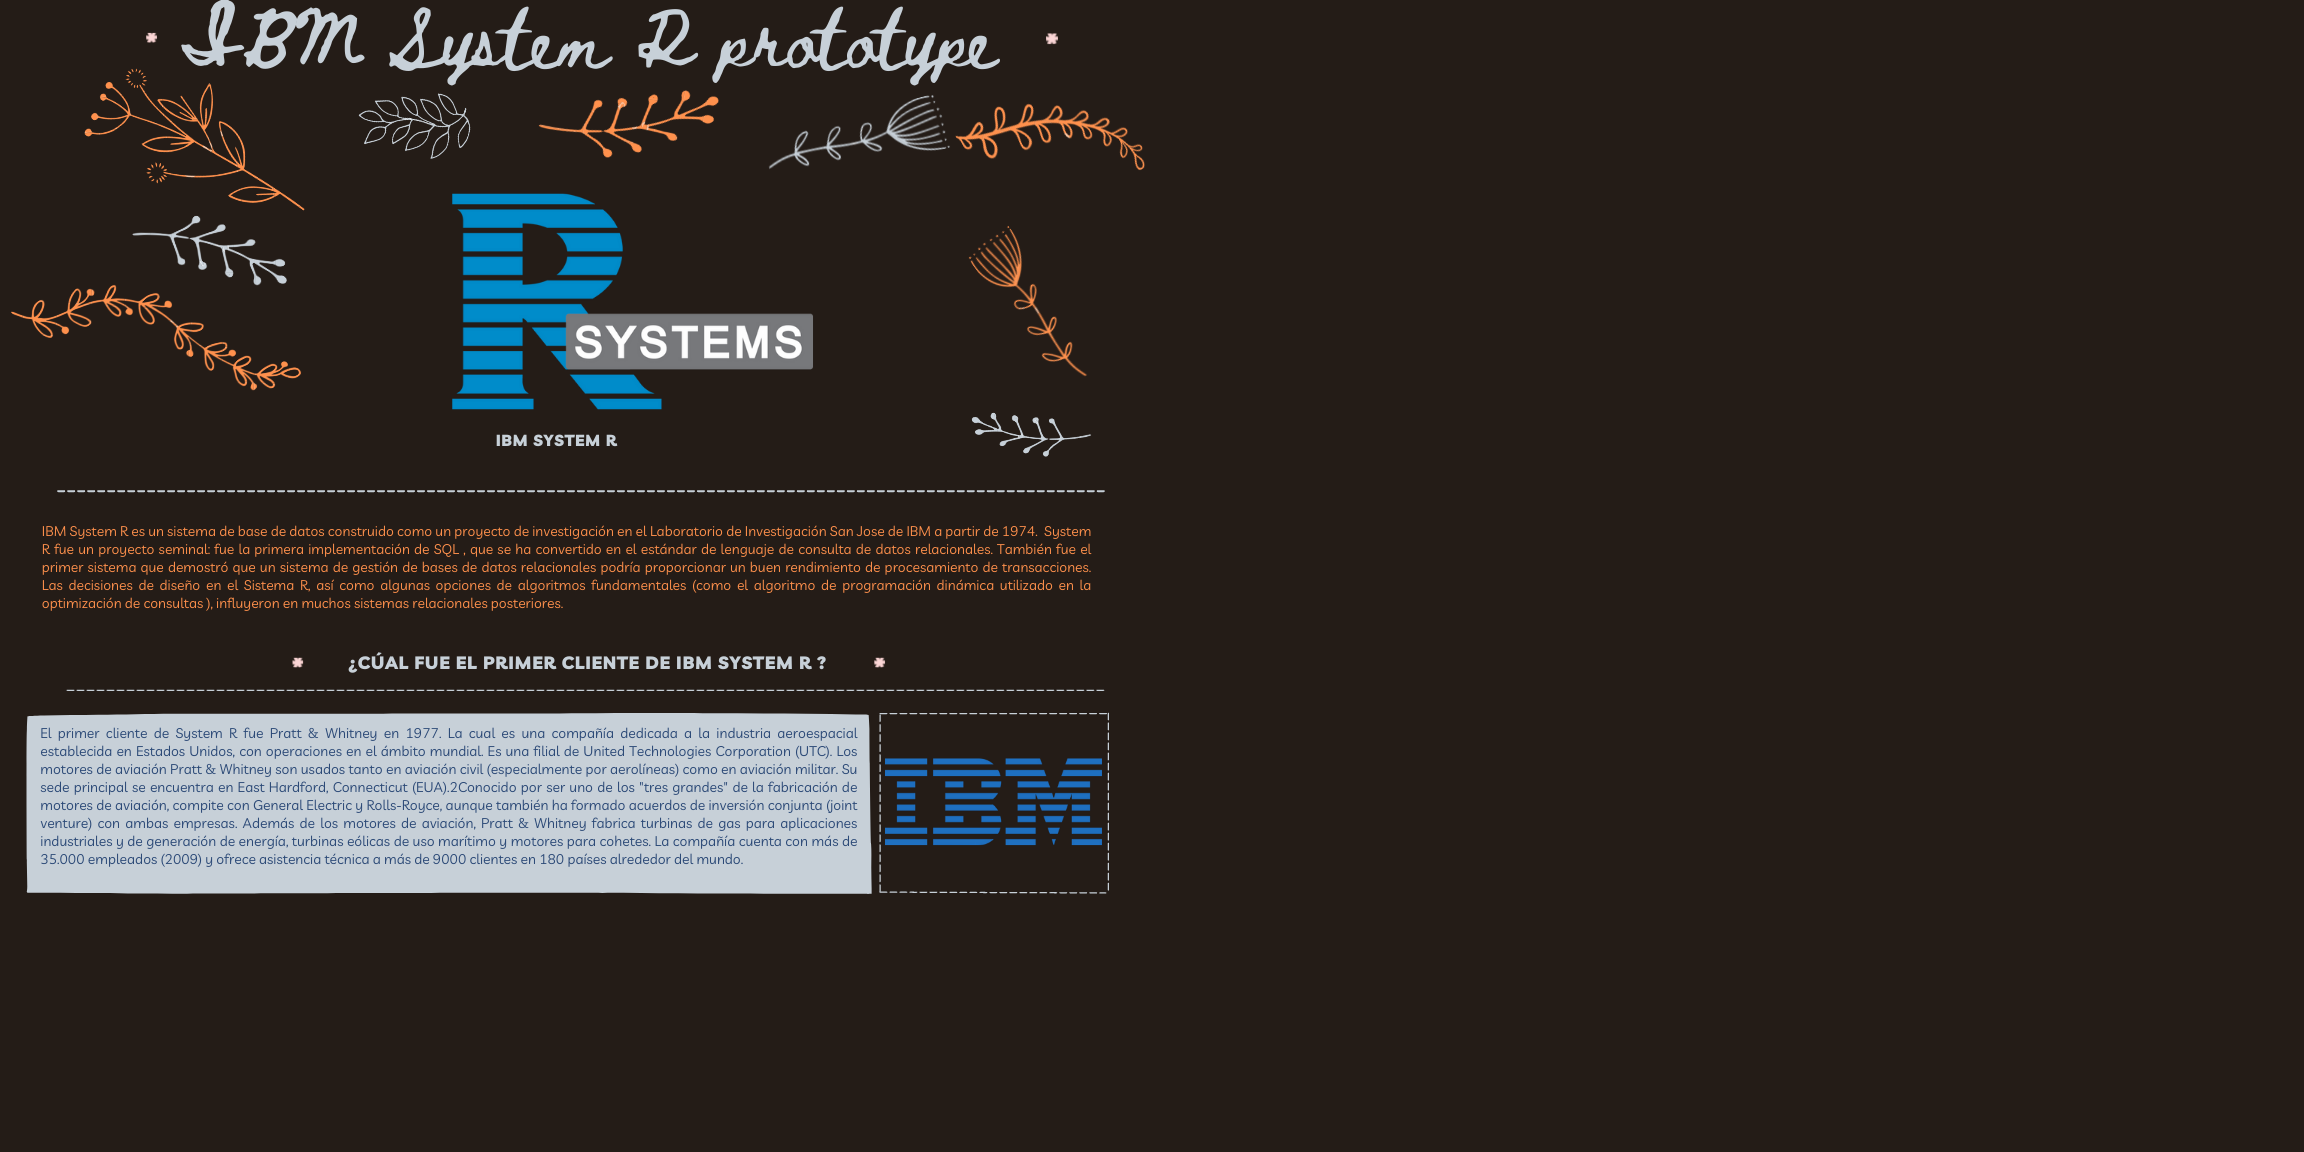 IBM System R prototype
SYSTEMS
IBM SYSTEM R
IBM System R es un sistema de base de datos construido como un proyecto de investigación en el Laboratorio de Investigación San Jose de IBM a partir de 1974. System
R fue un proyecto seminal: fue la primera implementación de SQL , que se ha convertido en el estándar de lenguaje de consulta de datos relacionales. También fue el
primer sistema que demostró que un sistema de gestión de bases de datos relacionales podría proporcionar un buen rendimiento de procesamiento de transacciones.
Las decisiones de diseño en el Sistema R, así como algunas opciones de algoritmos fundamentales (como el algoritmo de programación dinámica utilizado en la
optimización de consultas ), influyeron en muchos sistemas relacionales posteriores.
¿CÚAL FUE EL PRIMER CLIENTE DE IBM SYSTEM R ?
El primer cliente de System R fue Pratt & Whitney en 1977. La cual es una compañía dedicada a la industria aeroespacial
establecida en Estados Unidos, con operaciones en el ámbito mundial. Es una filial de United Technologies Corporation (UTC). Los
motores de aviación Pratt & Whitney son usados tanto en aviación civil (especialmente por aerolíneas) como en aviación militar. Su
sede principal se encuentra en East Hardford, Connecticut (EUA).2Conocido por ser uno de los "tres grandes" de la fabricación de
motores de aviación, compite con General Electric y Rolls-Royce, aunque también ha formado acuerdos de inversión conjunta (joint
venture) con ambas empresas. Además de los motores de aviación, Pratt & Whitney fabrica turbinas de gas para aplicaciones
industriales y de generación de energía, turbinas eólicas de uso marítimo y motores para cohetes. La compañía cuenta con más de
35.000 empleados (2009) y ofrece asistencia técnica a más de 9000 clientes en 180 países alrededor del mundo.
IBM